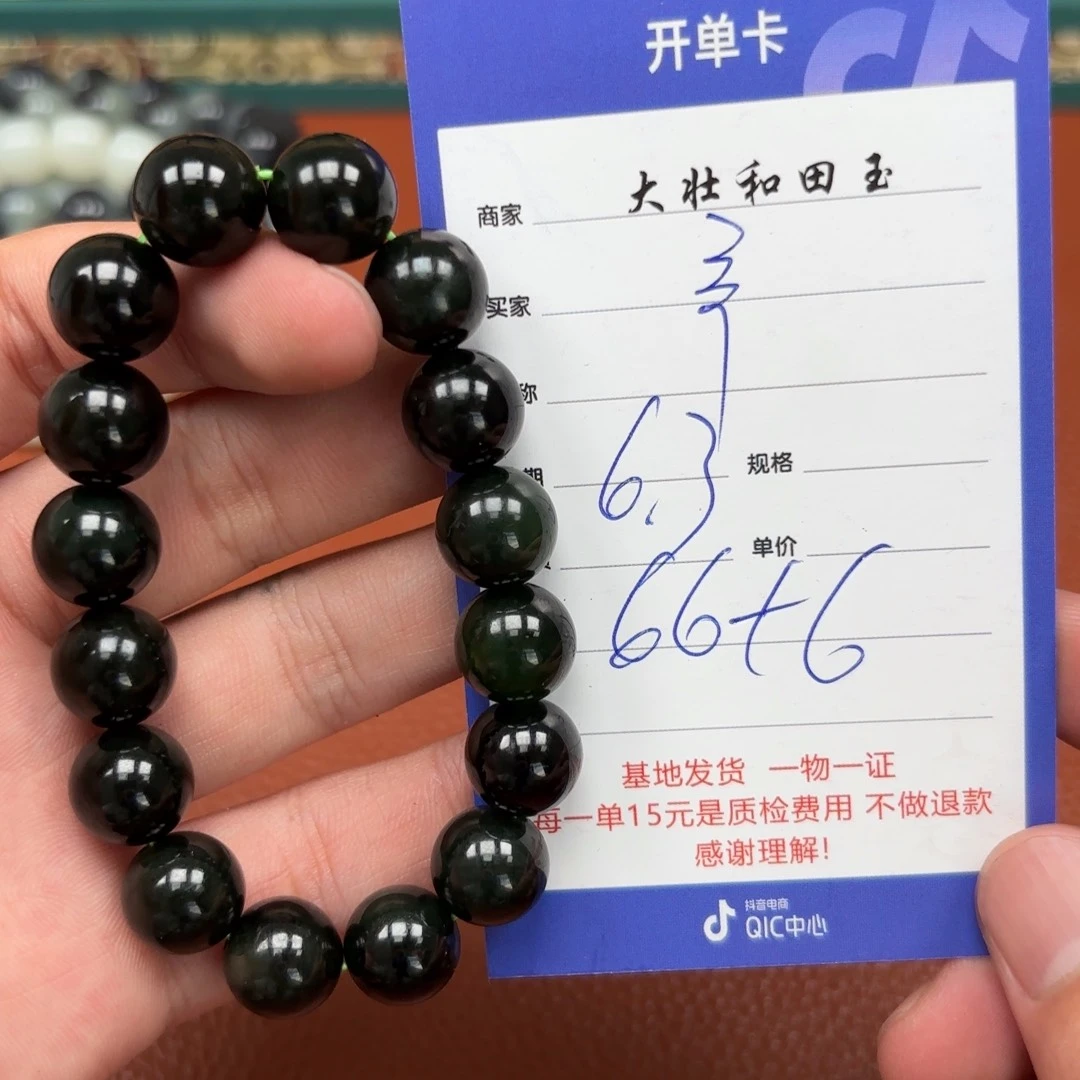 开单卡
商家 大壮和田玉
买家
称
期 6.3 规格
单价
66+6
基地发货 一物一证
每一单15元是质检费用 不做退款
感谢理解!
抖音电商
QIC中心